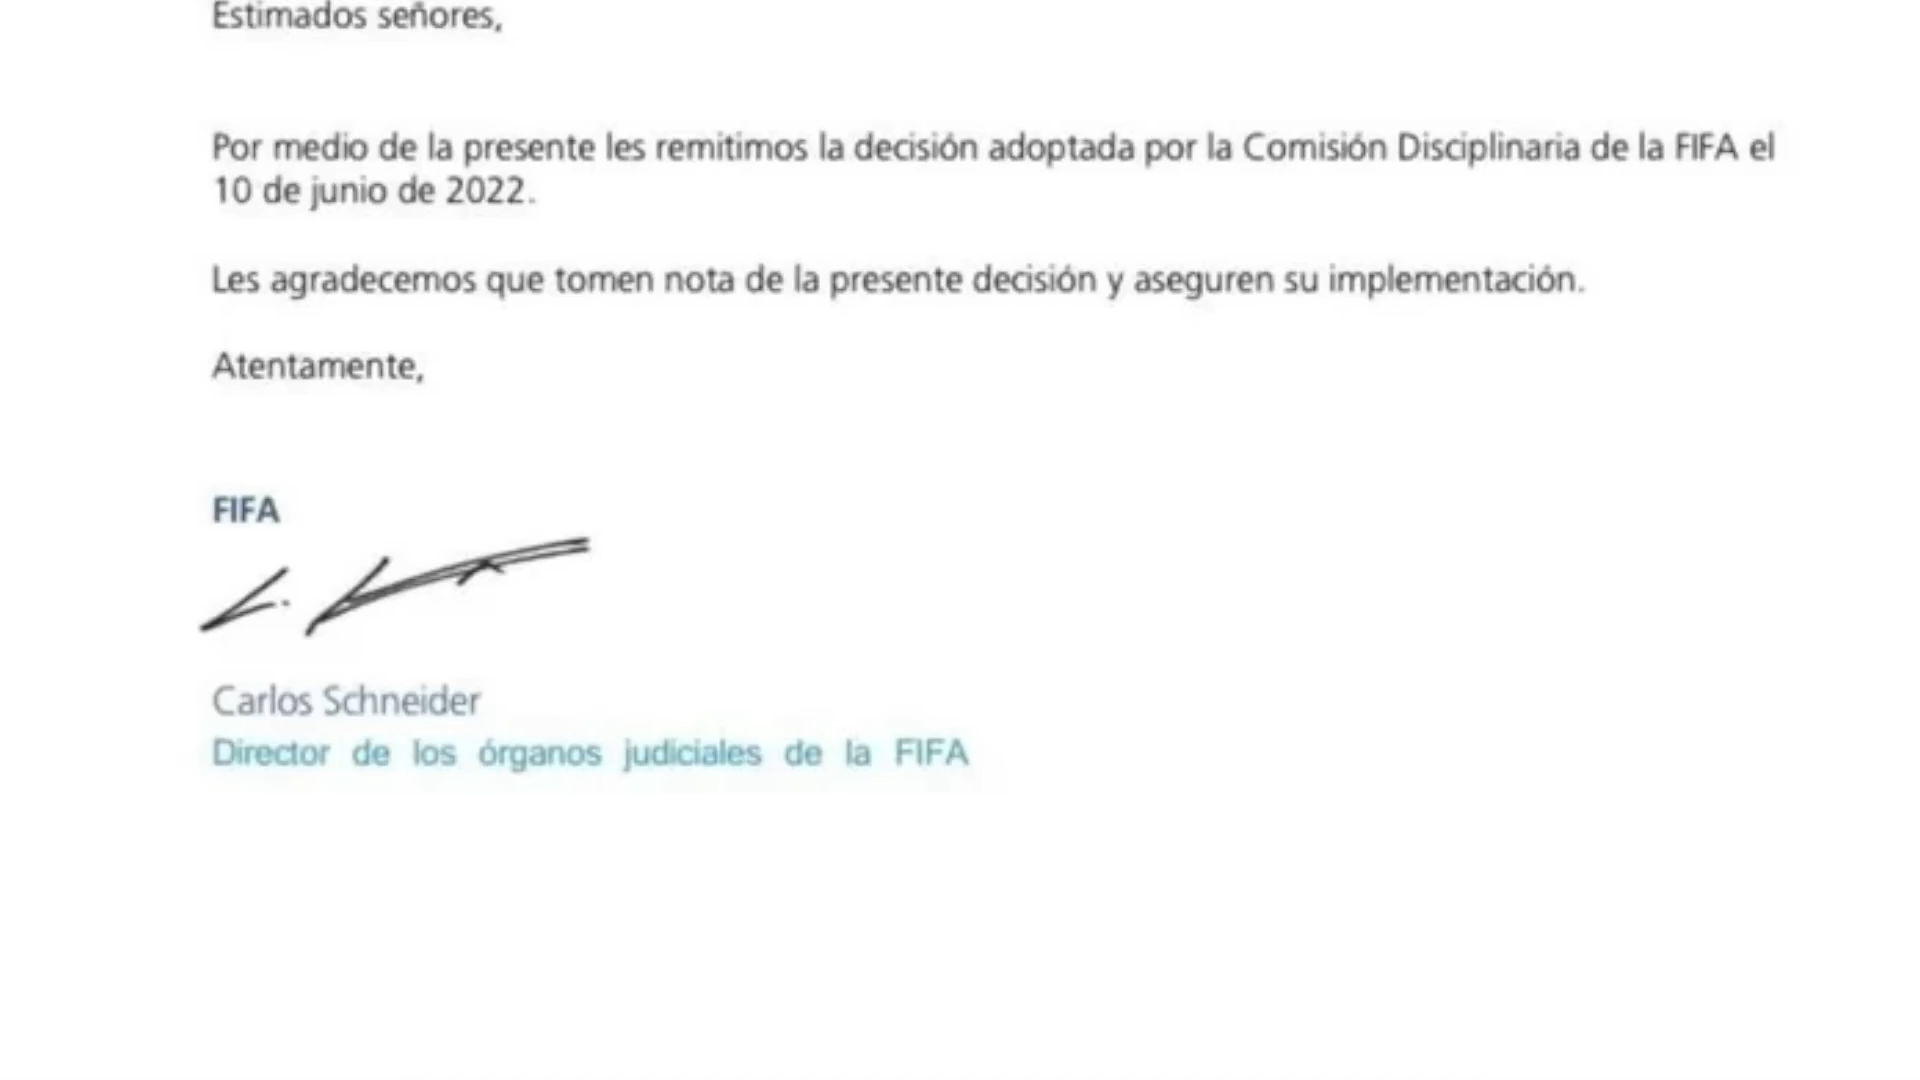 Estimados señores,
Por medio de la presente les remitimos la decisión adoptada por la Comisión Disciplinaria de la FIFA el
10 de junio de 2022.
Les agradecemos que tomen nota de la presente decisión y aseguren su implementación.
Atentamente,
FIFA
Carlos Schneider
Director de los órganos judiciales de la FIFA